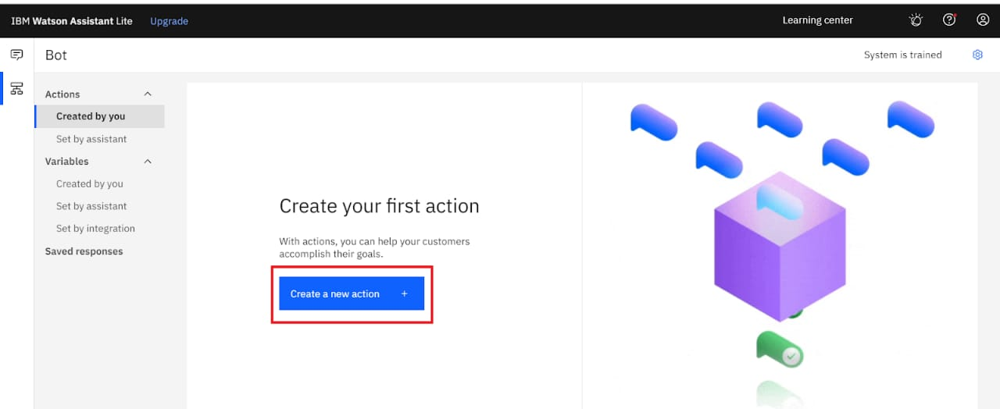 IBM Watson Assistant Lite Upgrade Learning center
Bot System is trained
Actions
Created by you
Set by assistant
Variables
Created by you
Set by assistant
Set by integration
Saved responses
Create your first action
With actions, you can help your customers
accomplish their goals.
Create a new action +